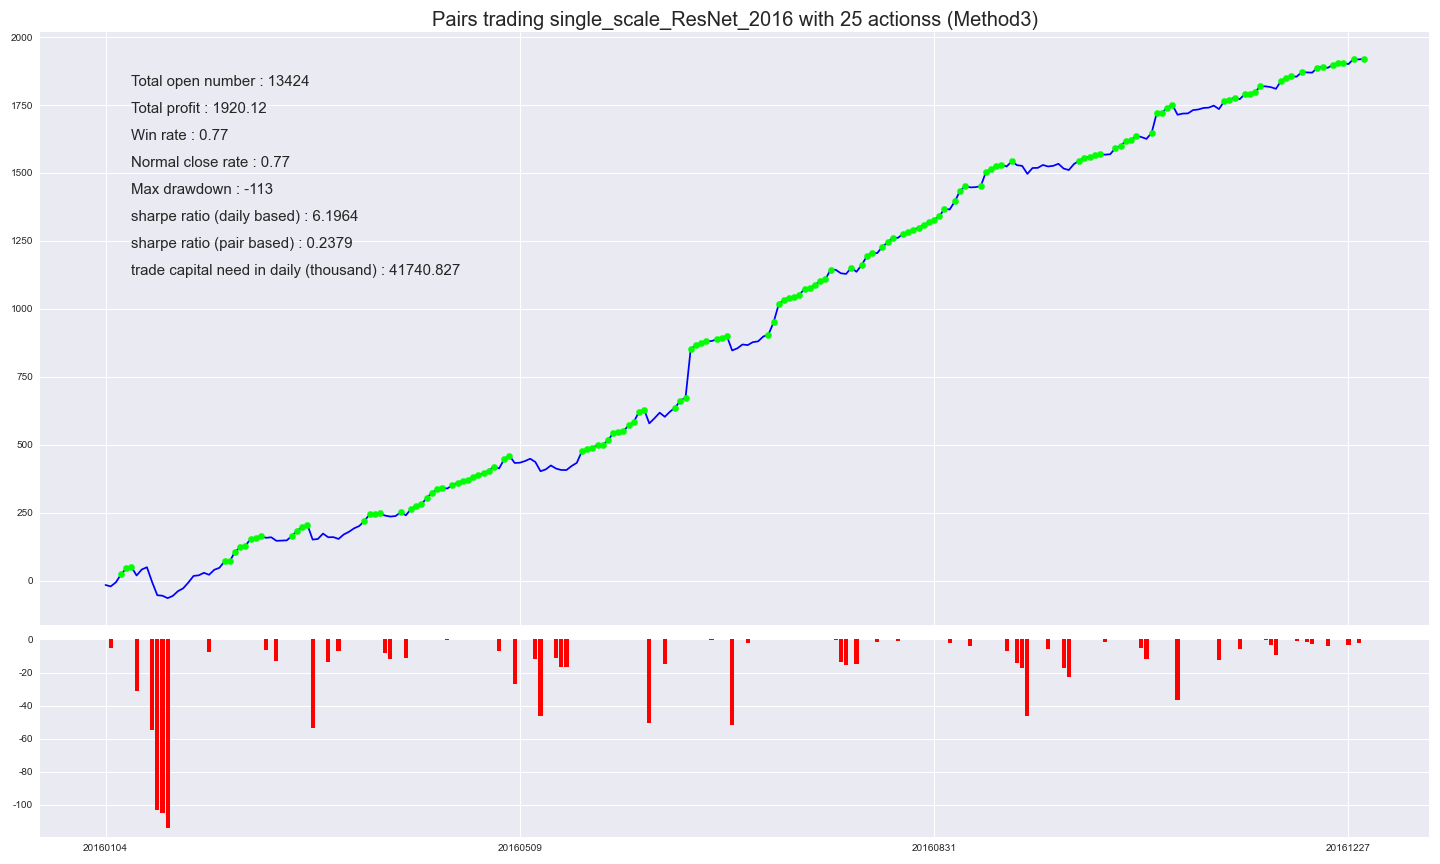 Pairs trading single_scale_ResNet_2016 with 25 actionss (Method3)
2000
1750
1500
1250
1000
750
500
250
0
Total open number : 13424
Total profit : 1920.12
Win rate : 0.77
Normal close rate : 0.77
Max drawdown : -113
sharpe ratio (daily based) : 6.1964
sharpe ratio (pair based) : 0.2379
trade capital need in daily (thousand) : 41740.827
0
-20
-40
-60
-80
-100
20160104
20160509
20160831
20161227